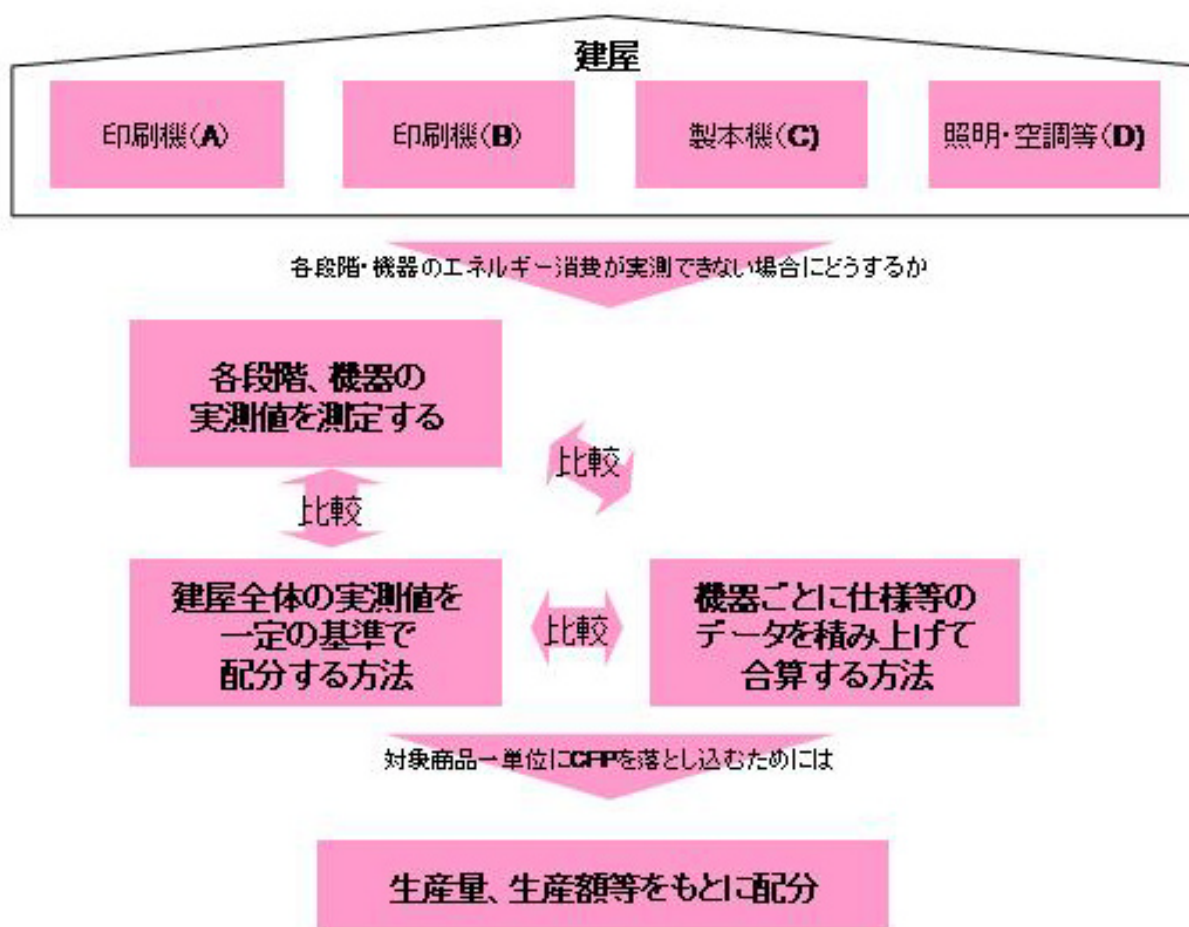 建屋
印刷機(A)
印刷機(B)
製本機(C)
照明・空調等(D)
各段階・機器のエネルギー消費が実測できない場合にどうするか
各段階、機器の
実測値を測定する
比較
比較
建屋全体の実測値を
一定の基準で
配分する方法
比較
機器ごとに仕様等の
データを積み上げて
合算する方法
対象商品一単位にCFPを落とし込むためには
生産量、生産額等をもとに配分